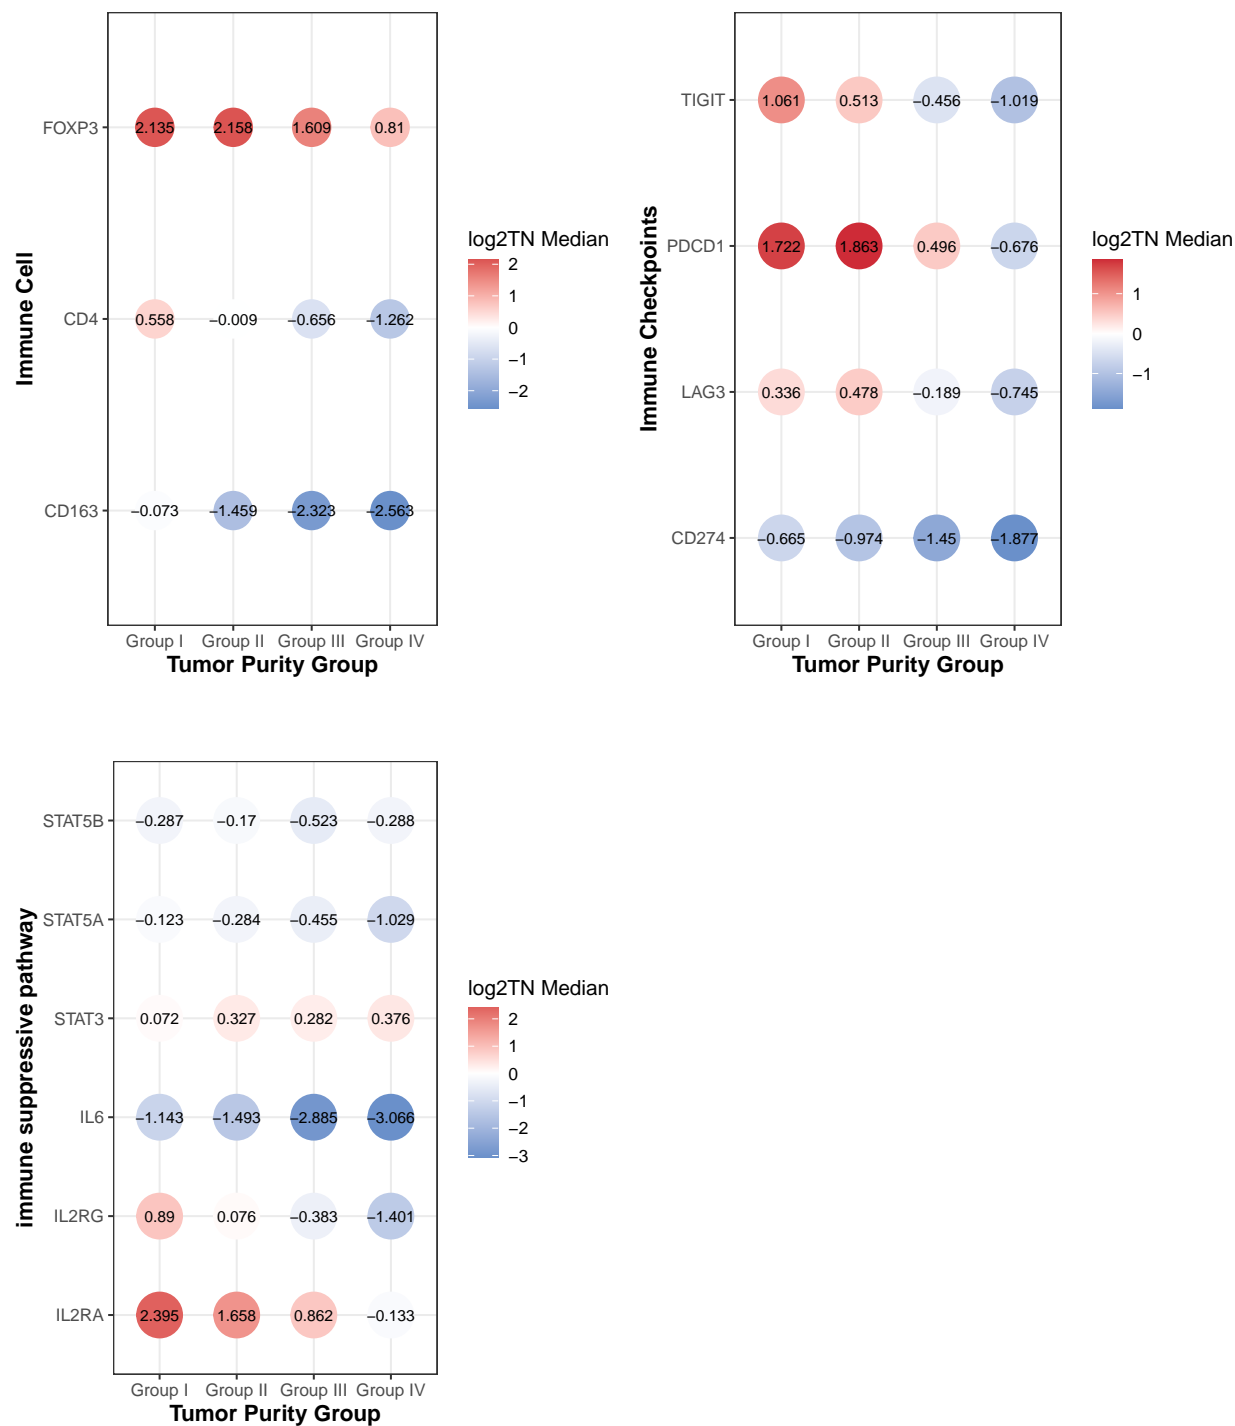 Immune Cell
FOXP3 2.135 2.158 1.609 0.81
CD4 0.558 −0.009 −0.656 −1.262
CD163 −0.073 −1.459 −2.323 −2.563
Group I Group II Group III Group IV
Tumor Purity Group
log2TN Median
2
1
0
−1
−2
Immune Checkpoints
TIGIT 1.061 0.513 −0.456 −1.019
PDCD1 1.722 1.863 0.496 −0.676
LAG3 0.336 0.478 −0.189 −0.745
CD274 −0.665 −0.974 −1.45 −1.877
Group I Group II Group III Group IV
Tumor Purity Group
log2TN Median
1
0
−1
immune suppressive pathway
STAT5B −0.287 −0.17 −0.523 −0.288
STAT5A −0.123 −0.284 −0.455 −1.029
STAT3 0.072 0.327 0.282 0.376
IL6 −1.143 −1.493 −2.885 −3.066
IL2RG 0.89 0.076 −0.383 −1.401
IL2RA 2.395 1.658 0.862 −0.133
Group I Group II Group III Group IV
Tumor Purity Group
log2TN Median
2
1
0
−1
−2
−3